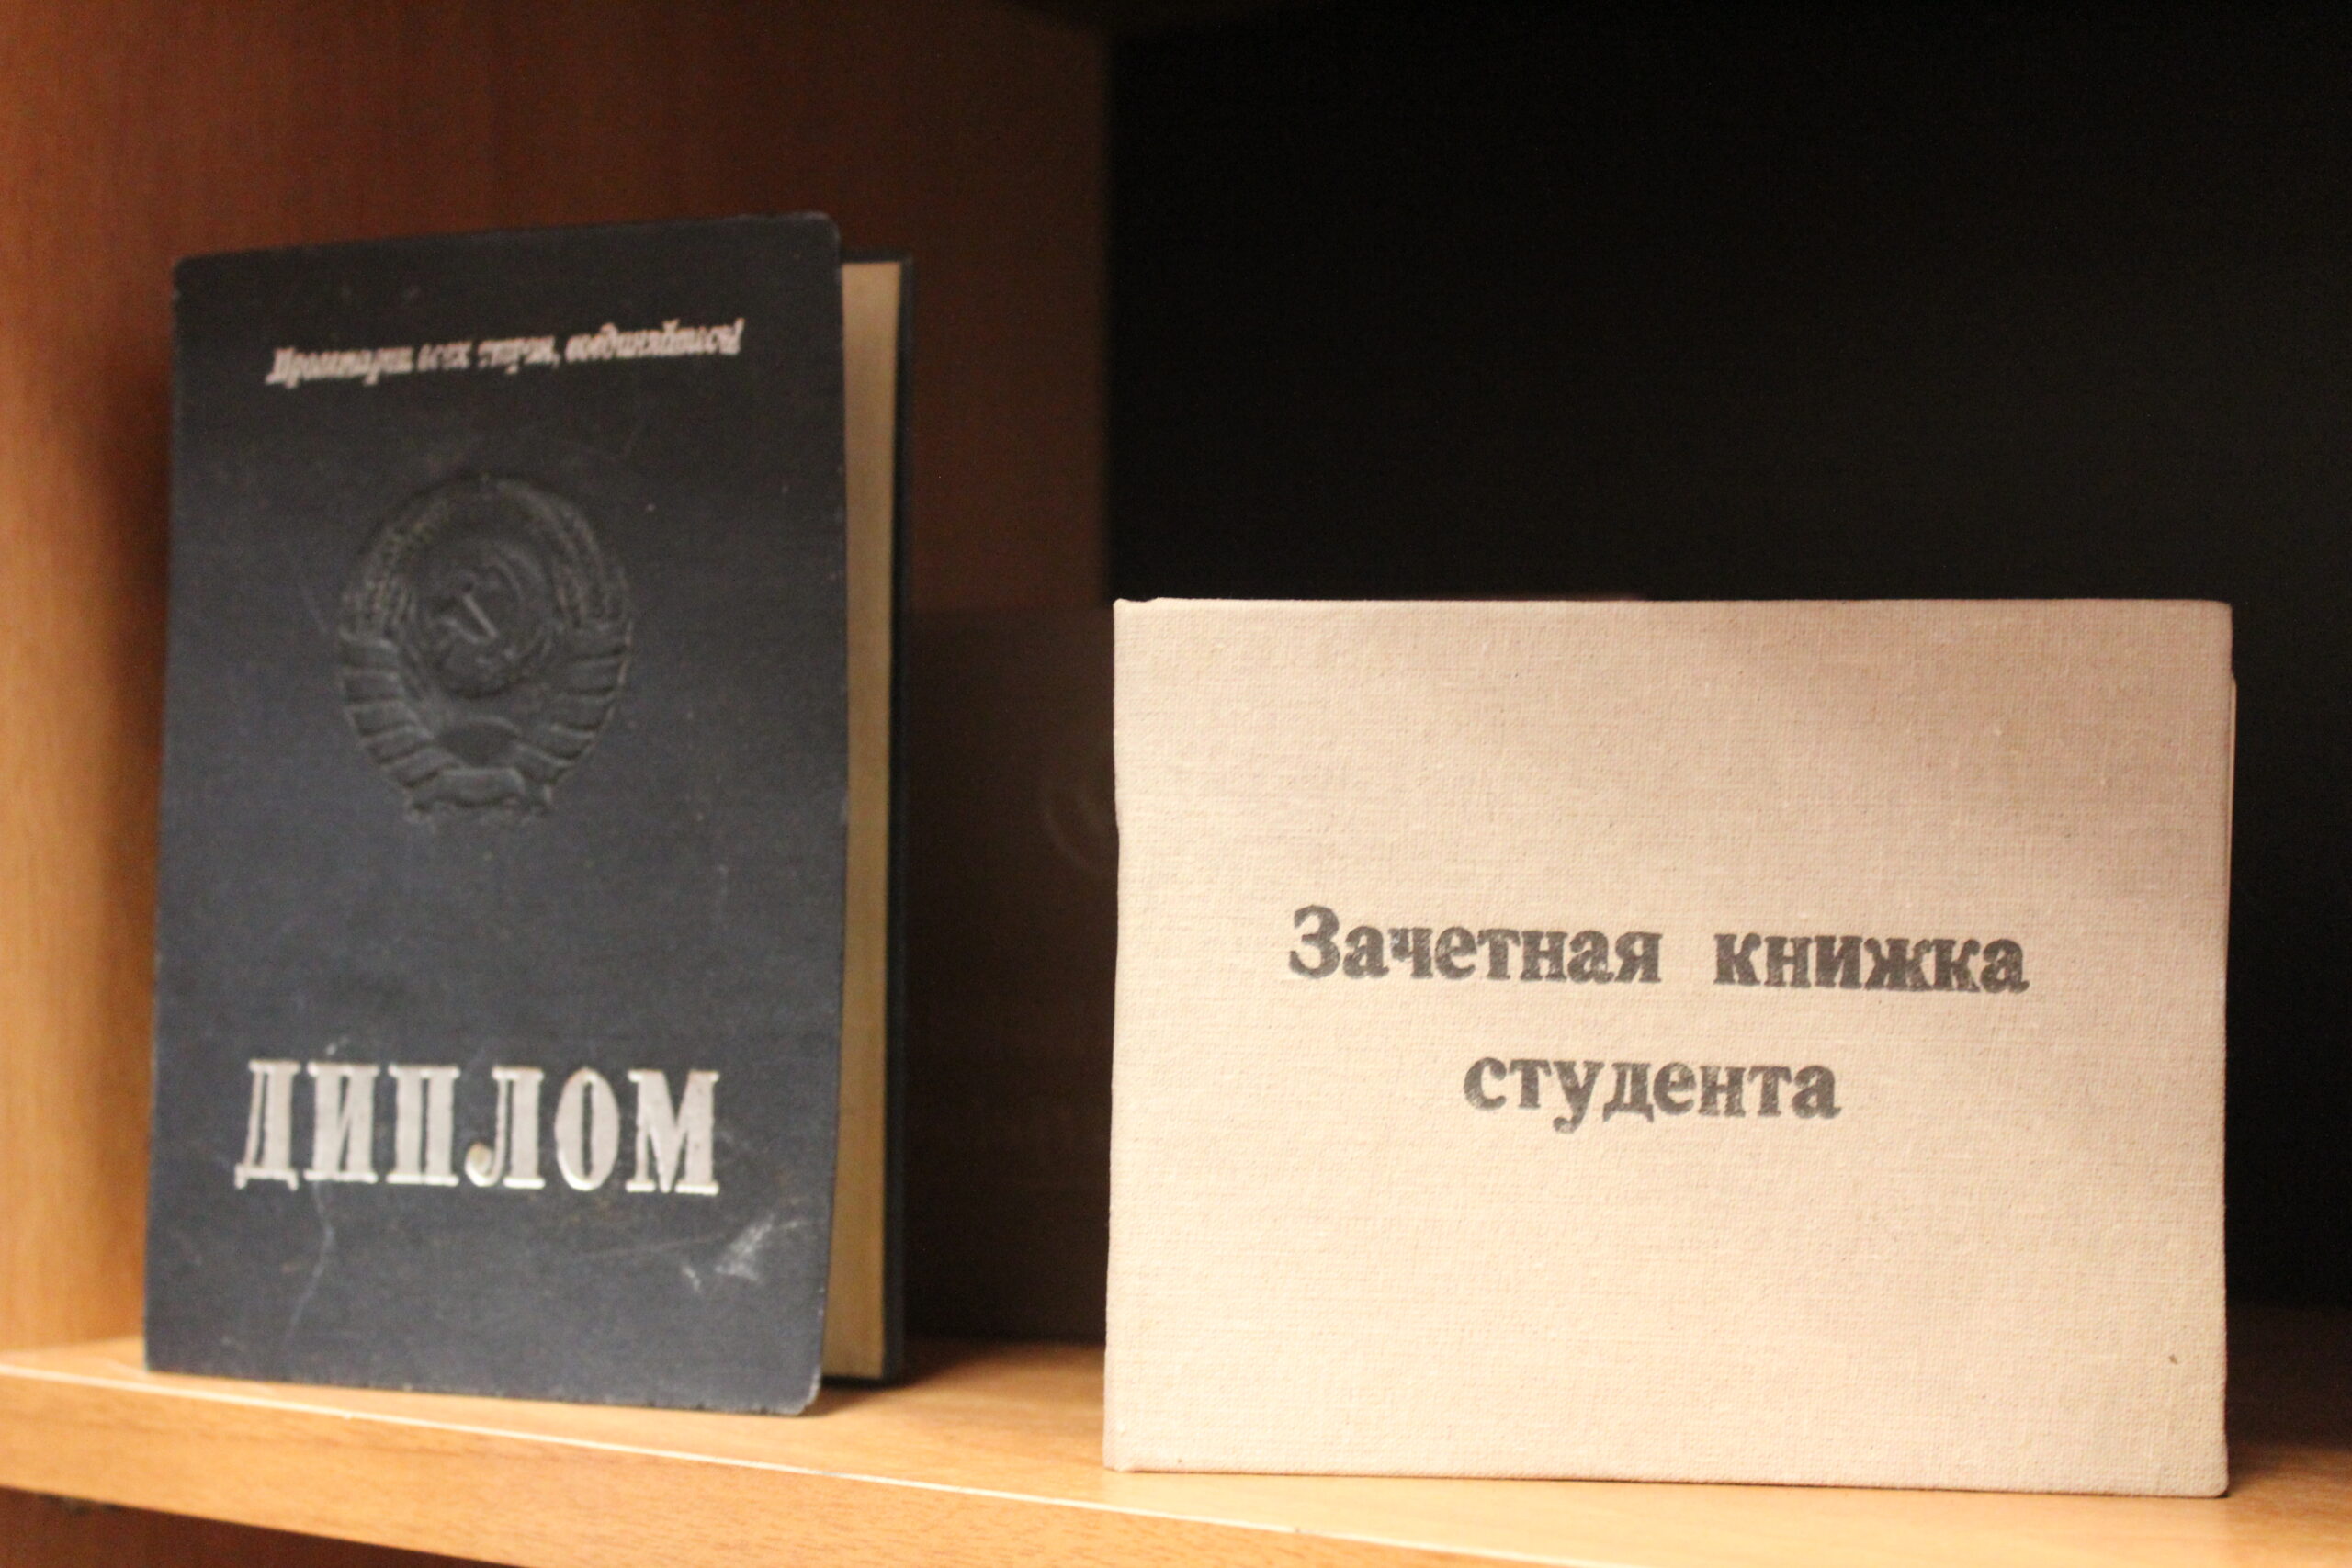 Пролетарии всех стран, соединяйтесь!
ДИПЛОМ
Зачетная книжка
студента